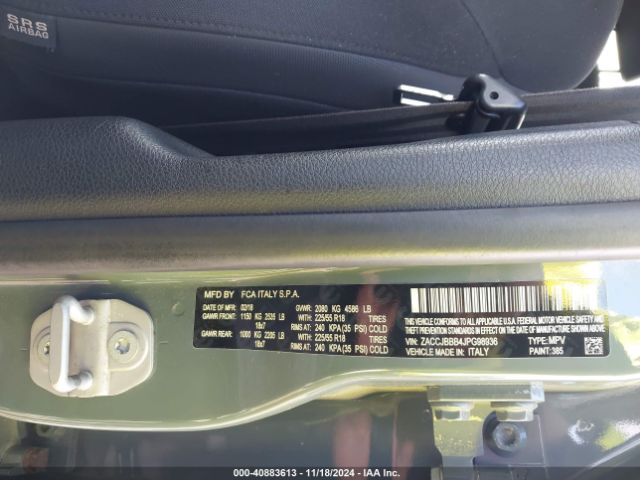 SRS
AIRBAG
MFD BY FCA ITALY S.P.A.
DATE OF MFR 02/18 GVWR: 2080 KG 4586 LB
GAWR FRONT: 1150 KG 2535 LB WITH: 225/55 R18 TIRES
18x7 RIMS AT: 240 KPA(35 PSI) COLD
GAWR REAR: 1000 KG 2205 LB WITH: 225/55 R18 TIRES
18x7 RIMS AT: 240 KPA(35 PSI) COLD
THIS VEHICLE CONFORMS TO ALL APPLICABLE U.S.A. FEDERAL MOTOR VEHICLE SAFETY AND
THEFT PREVENTION STANDARDS IN EFFECT ON THE DATE OF MANUFACTURE SHOWN ABOVE.
VIN: ZACCJBBB4JPG98936 TYPE: MPV
VEHICLE MADE IN: ITALY PAINT: 385
000-40883613 - 11/18/2024 - IAA Inc.